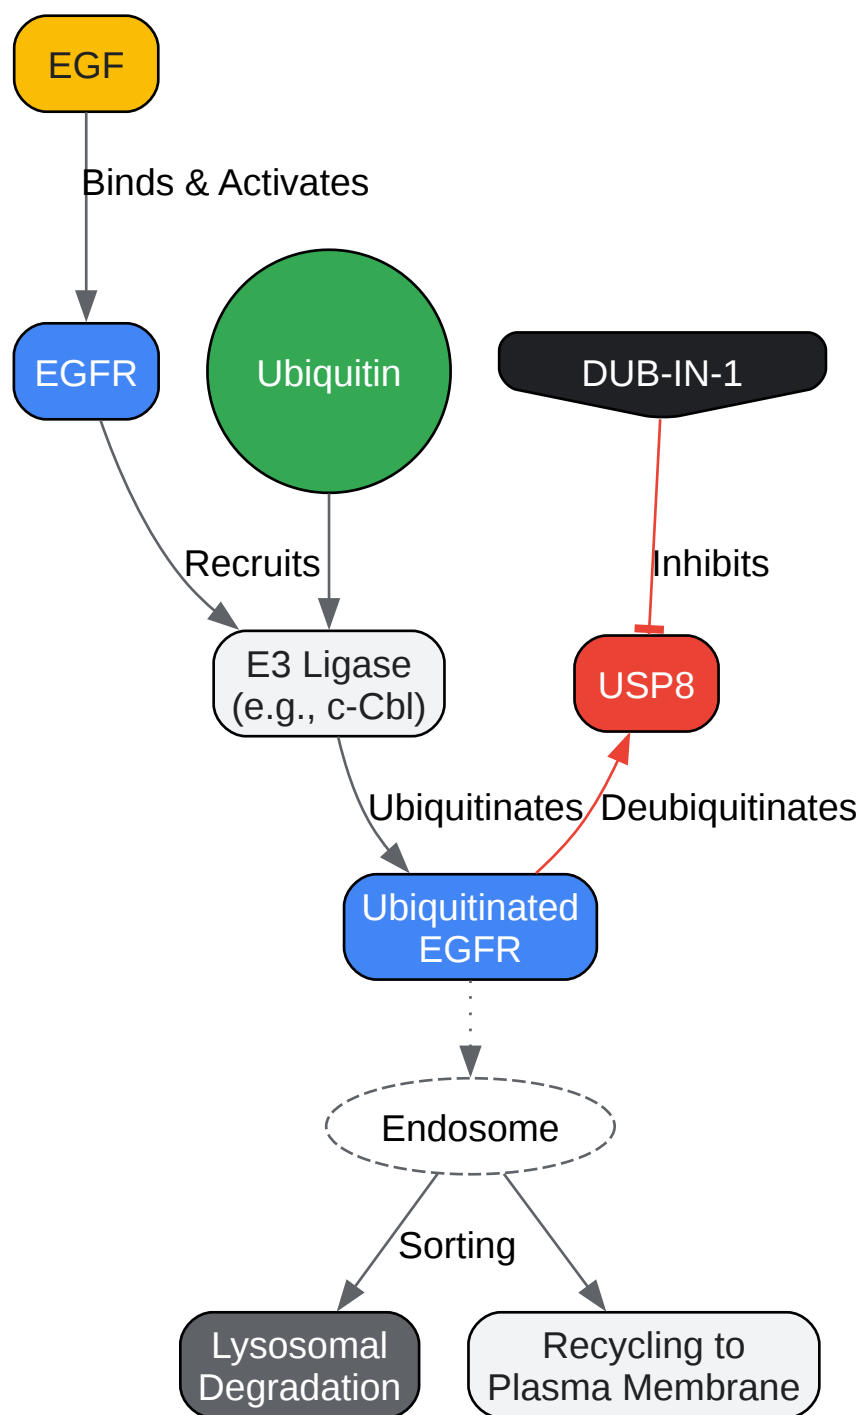 EGF
Binds & Activates
EGFR
Ubiquitin
DUB-IN-1
Recruits
Inhibits
E3 Ligase
(e.g., c-Cbl)
USP8
Ubiquitinates
Deubiquitinates
Ubiquitinated
EGFR
Endosome
Sorting
Lysosomal
Degradation
Recycling to
Plasma Membrane